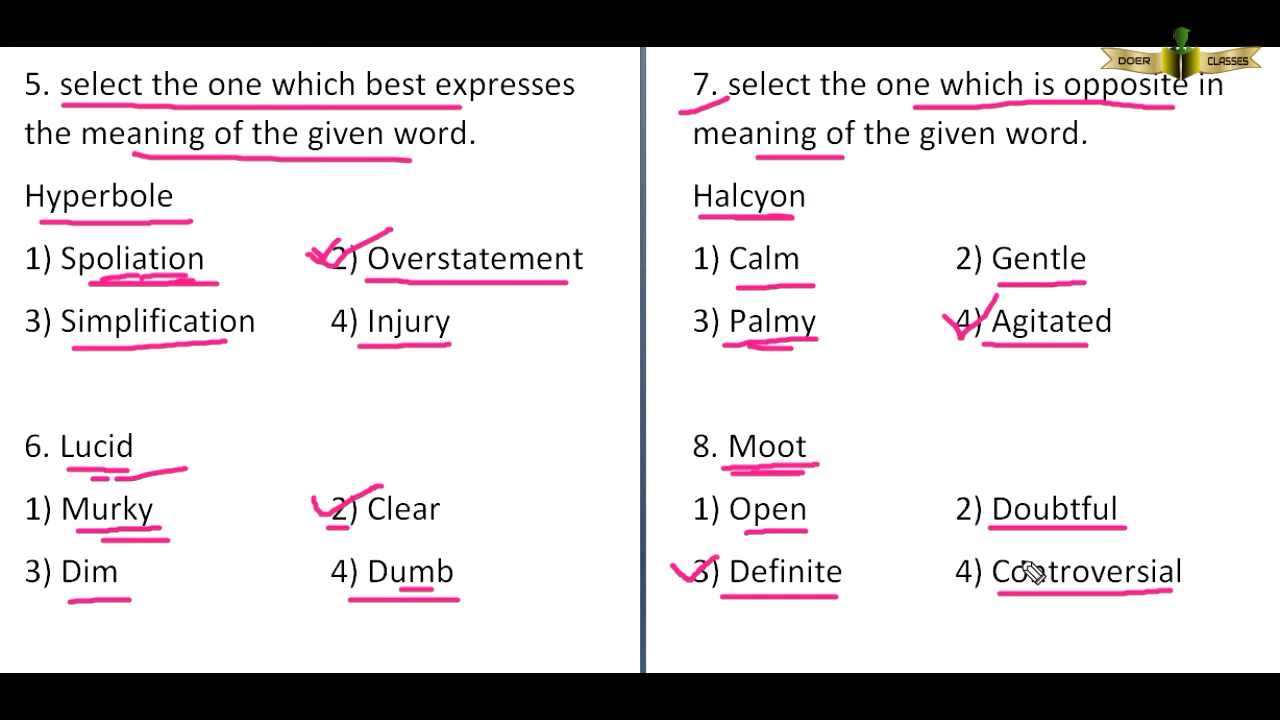 5. select the one which best expresses
the meaning of the given word.
Hyperbole
1) Spoliation 2) Overstatement
3) Simplification 4) Injury
6. Lucid
1) Murky 2) Clear
3) Dim 4) Dumb
DOER CLASSES
7. select the one which is opposite in
meaning of the given word.
Halcyon
1) Calm 2) Gentle
3) Palmy 4) Agitated
8. Moot
1) Open 2) Doubtful
3) Definite 4) Controversial